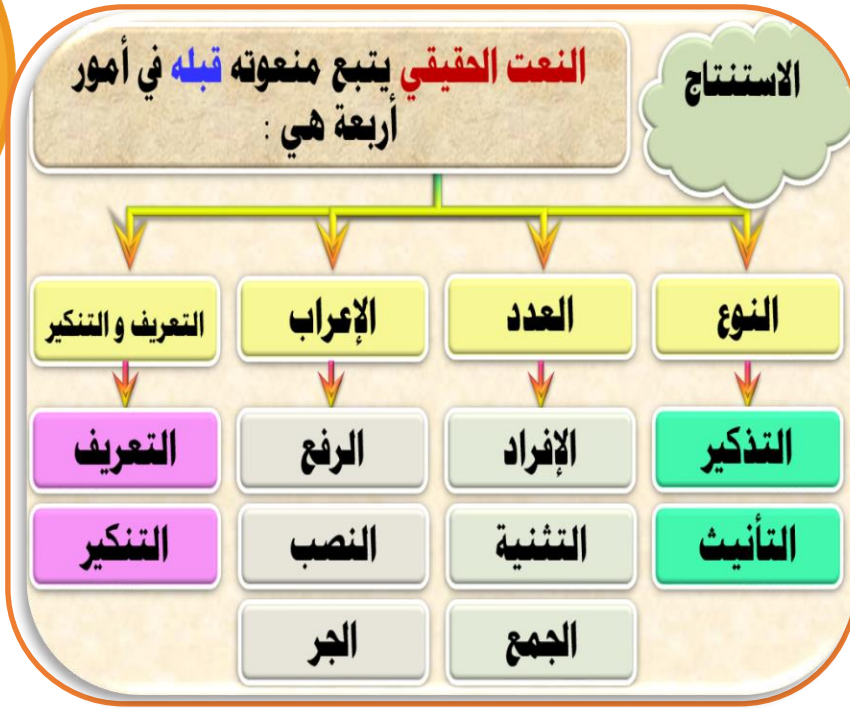 الاستنتاج
النعت الحقيقي يتبع منعوته قبله في أمور
أربعة هي :
النوع
العدد
الإعراب
التعريف و التنكير
التذكير
الإفراد
الرفع
التعريف
التأنيث
التثنية
النصب
التنكير
الجمع
الجر